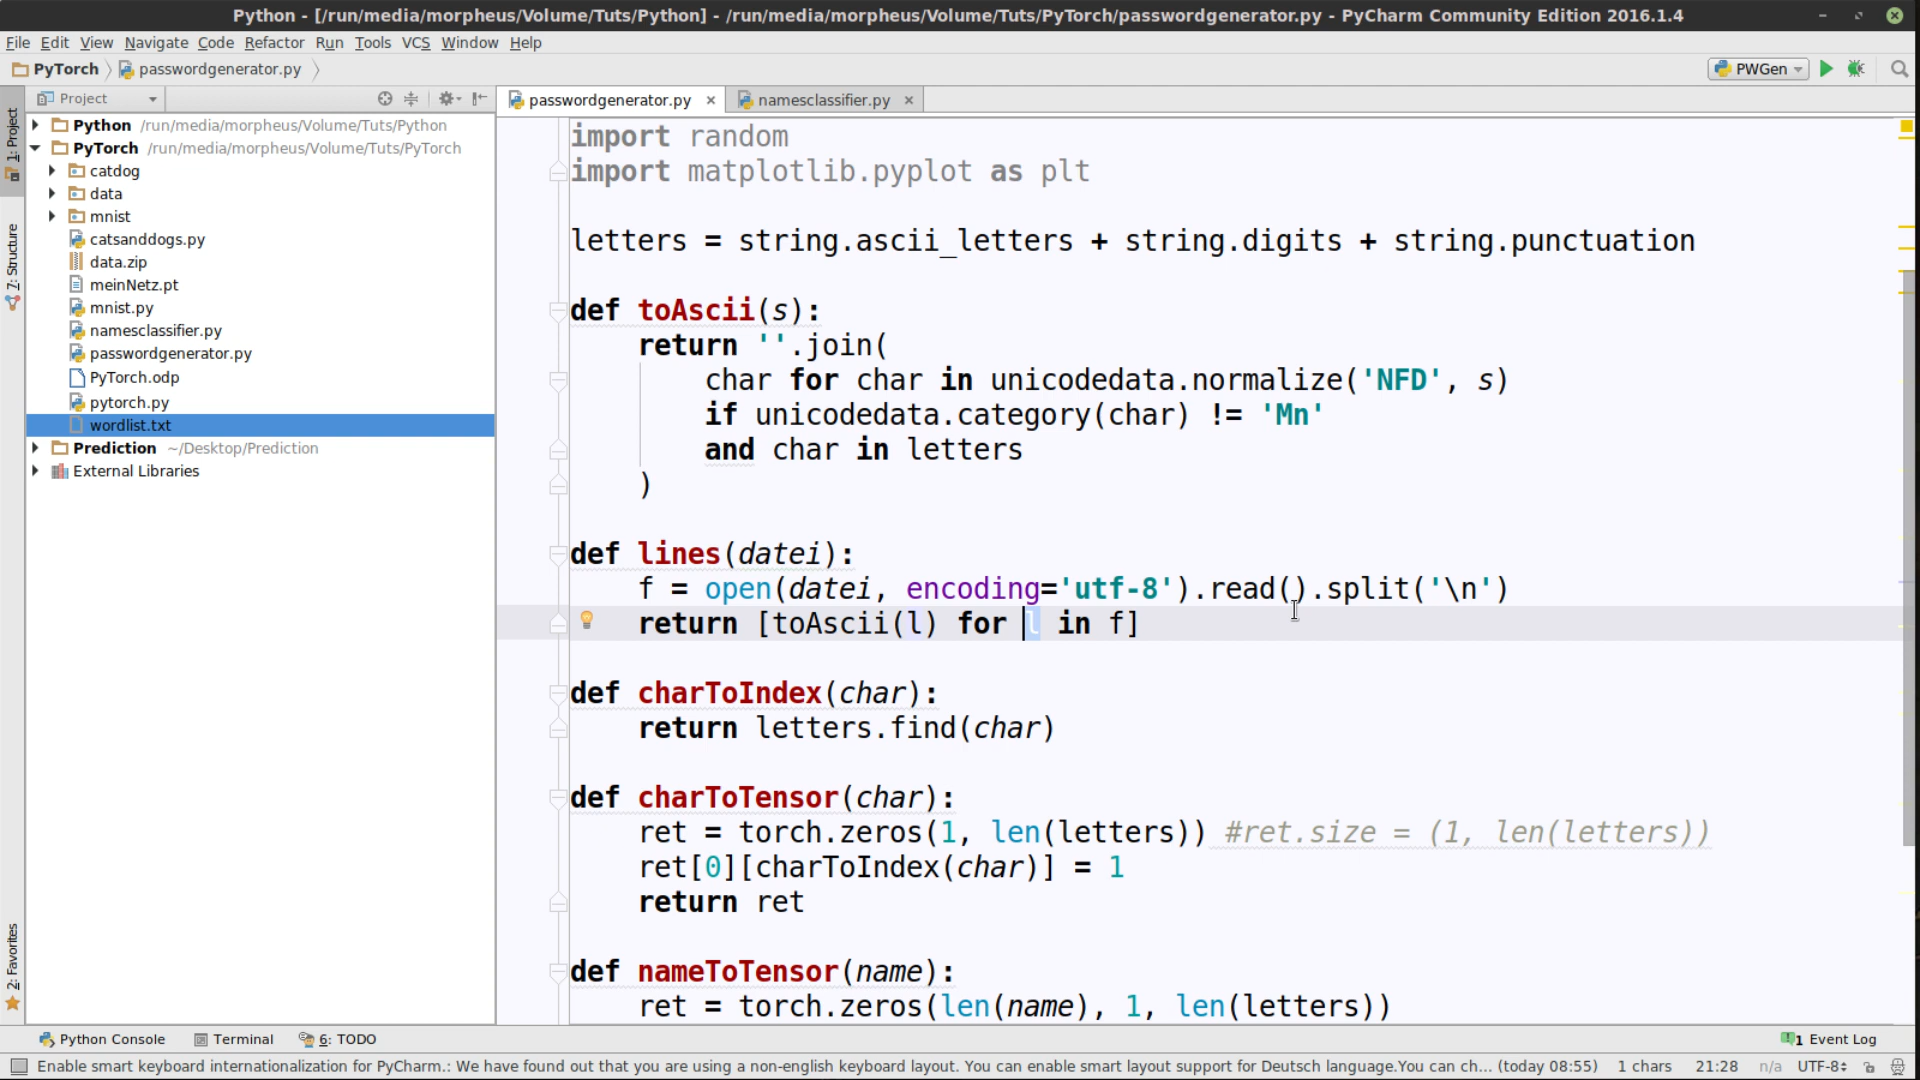 Python - [/run/media/morpheus/Volume/Tuts/Python] - /run/media/morpheus/Volume/Tuts/PyTorch/passwordgenerator.py - PyCharm Community Edition 2016.1.4
File Edit View Navigate Code Refactor Run Tools VCS Window Help
PyTorch passwordgenerator.py
PWGen
Project
passwordgenerator.py
namesclassifier.py
1: Project
7: Structure
2: Favorites
Python /run/media/morpheus/Volume/Tuts/Python
PyTorch /run/media/morpheus/Volume/Tuts/PyTorch
catdog
data
mnist
catsanddogs.py
data.zip
meinNetz.pt
mnist.py
namesclassifier.py
passwordgenerator.py
PyTorch.odp
pytorch.py
wordlist.txt
Prediction ~/Desktop/Prediction
External Libraries
import random
import matplotlib.pyplot as plt
letters = string.ascii_letters + string.digits + string.punctuation
def toAscii(s):
return ''.join(
char for char in unicodedata.normalize('NFD', s)
if unicodedata.category(char) != 'Mn'
and char in letters
)
def lines(datei):
f = open(datei, encoding='utf-8').read().split('\n')
return [toAscii(l) for l in f]
def charToIndex(char):
return letters.find(char)
def charToTensor(char):
ret = torch.zeros(1, len(letters)) #ret.size = (1, len(letters))
ret[0][charToIndex(char)] = 1
return ret
def nameToTensor(name):
ret = torch.zeros(len(name), 1, len(letters))
Python Console Terminal 6: TODO 1 Event Log
Enable smart keyboard internationalization for PyCharm.: We have found out that you are using a non-english keyboard layout. You can enable smart layout support for Deutsch language.You can ch... (today 08:55) 1 chars 21:28 n/a UTF-8